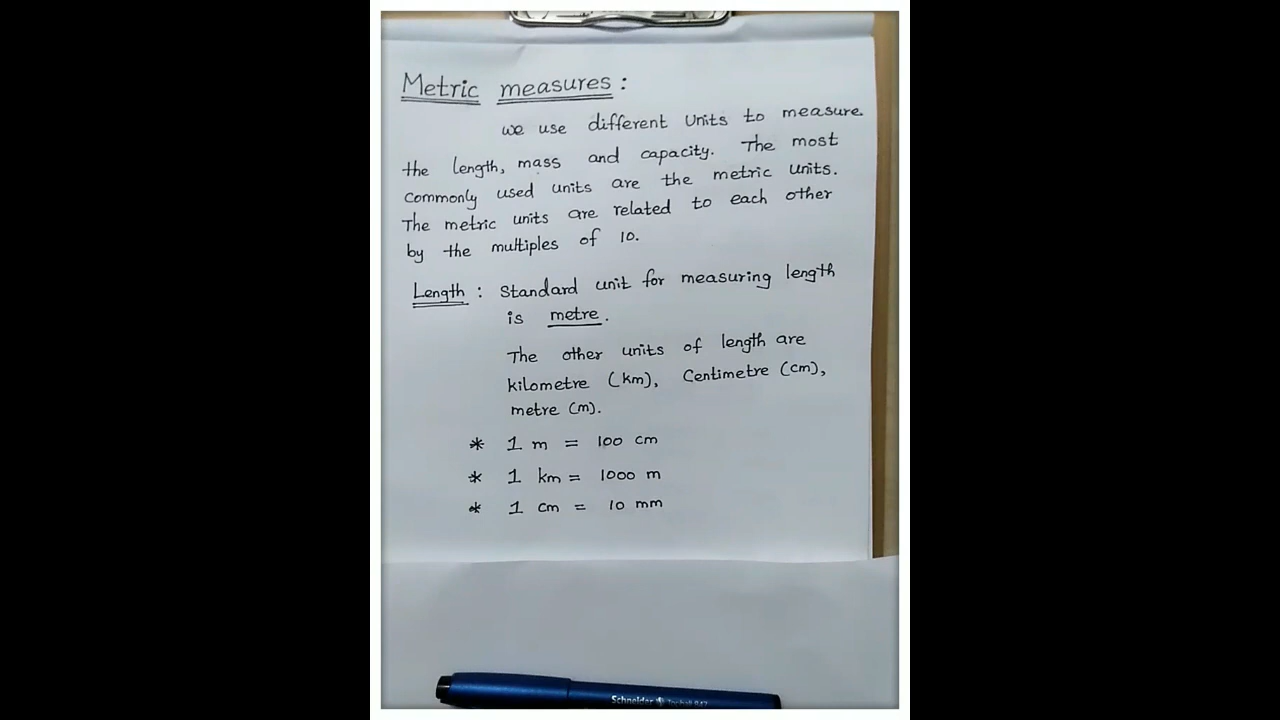 Metric measures :
we use different Units to measure.
the length, mass and capacity. The most
commonly used units are the metric units.
The metric units are related to each other
by the multiples of 10.
Length : Standard unit for measuring length
is metre.
The other units of length are
kilometre (km), Centimetre (cm),
metre (m).
* 1 m = 100 cm
* 1 km = 1000 m
* 1 cm = 10 mm
Schneider